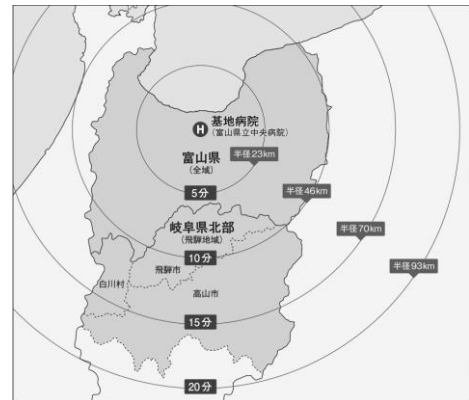 H
基地病院
(富山県立中央病院)
富山県
(全域)
半径23km
5分
半径46km
岐阜県北部
(飛騨地域)
半径70km
10分
飛騨市
半径93km
白川村
高山市
15分
20分